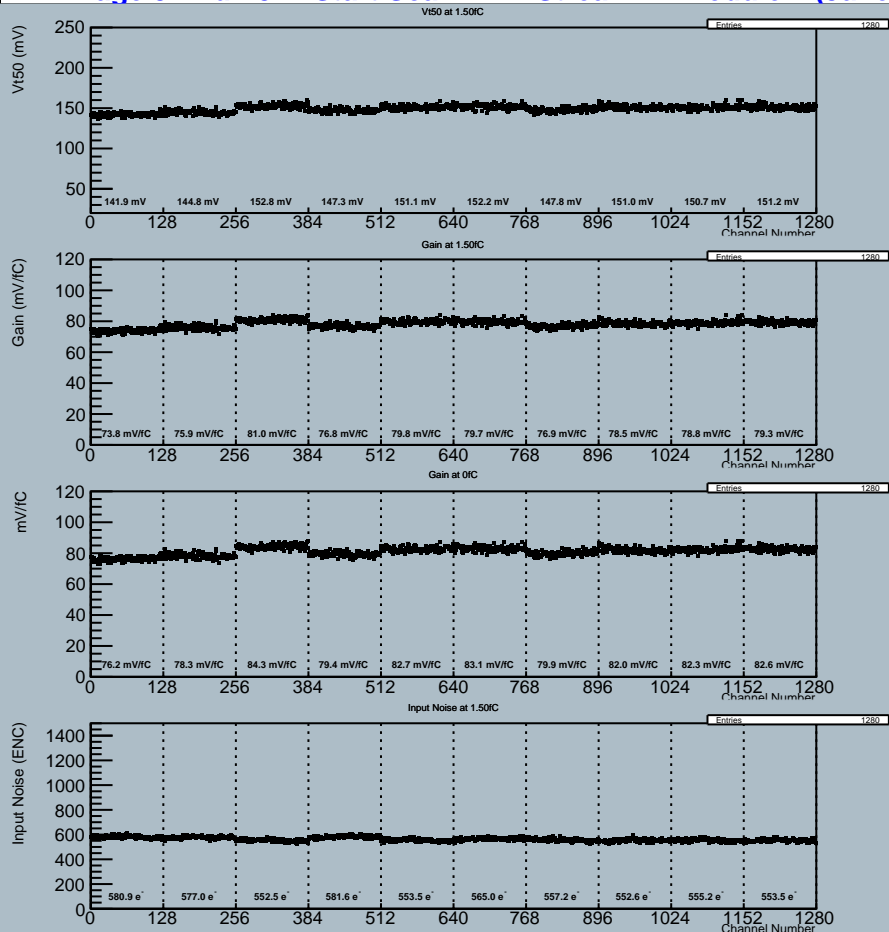 Vt50 at 1.50fC
Entries 1280
Vt50 (mV)
250
200
150
100
50
141.9 mV 144.8 mV 152.8 mV 147.3 mV 151.1 mV 152.2 mV 147.8 mV 151.0 mV 150.7 mV 151.2 mV
0 128 256 384 512 640 768 896 1024 1152 1280
Channel Number
Gain at 1.50fC
Entries 1280
Gain (mV/fC)
120
100
80
60
40
20
0
73.8 mV/fC 75.9 mV/fC 81.0 mV/fC 76.8 mV/fC 79.8 mV/fC 79.7 mV/fC 76.9 mV/fC 78.5 mV/fC 78.8 mV/fC 79.3 mV/fC
0 128 256 384 512 640 768 896 1024 1152 1280
Channel Number
Gain at 0fC
Entries 1280
mV/fC
120
100
80
60
40
20
0
76.2 mV/fC 78.3 mV/fC 84.3 mV/fC 79.4 mV/fC 82.7 mV/fC 83.1 mV/fC 79.9 mV/fC 82.0 mV/fC 82.3 mV/fC 82.6 mV/fC
0 128 256 384 512 640 768 896 1024 1152 1280
Channel Number
Input Noise at 1.50fC
Entries 1280
Input Noise (ENC)
1400
1200
1000
800
600
400
200
0
580.9 e⁻ 577.0 e⁻ 552.5 e⁻ 581.6 e⁻ 553.5 e⁻ 565.0 e⁻ 557.2 e⁻ 552.6 e⁻ 555.2 e⁻ 553.5 e⁻
0 128 256 384 512 640 768 896 1024 1152 1280
Channel Number